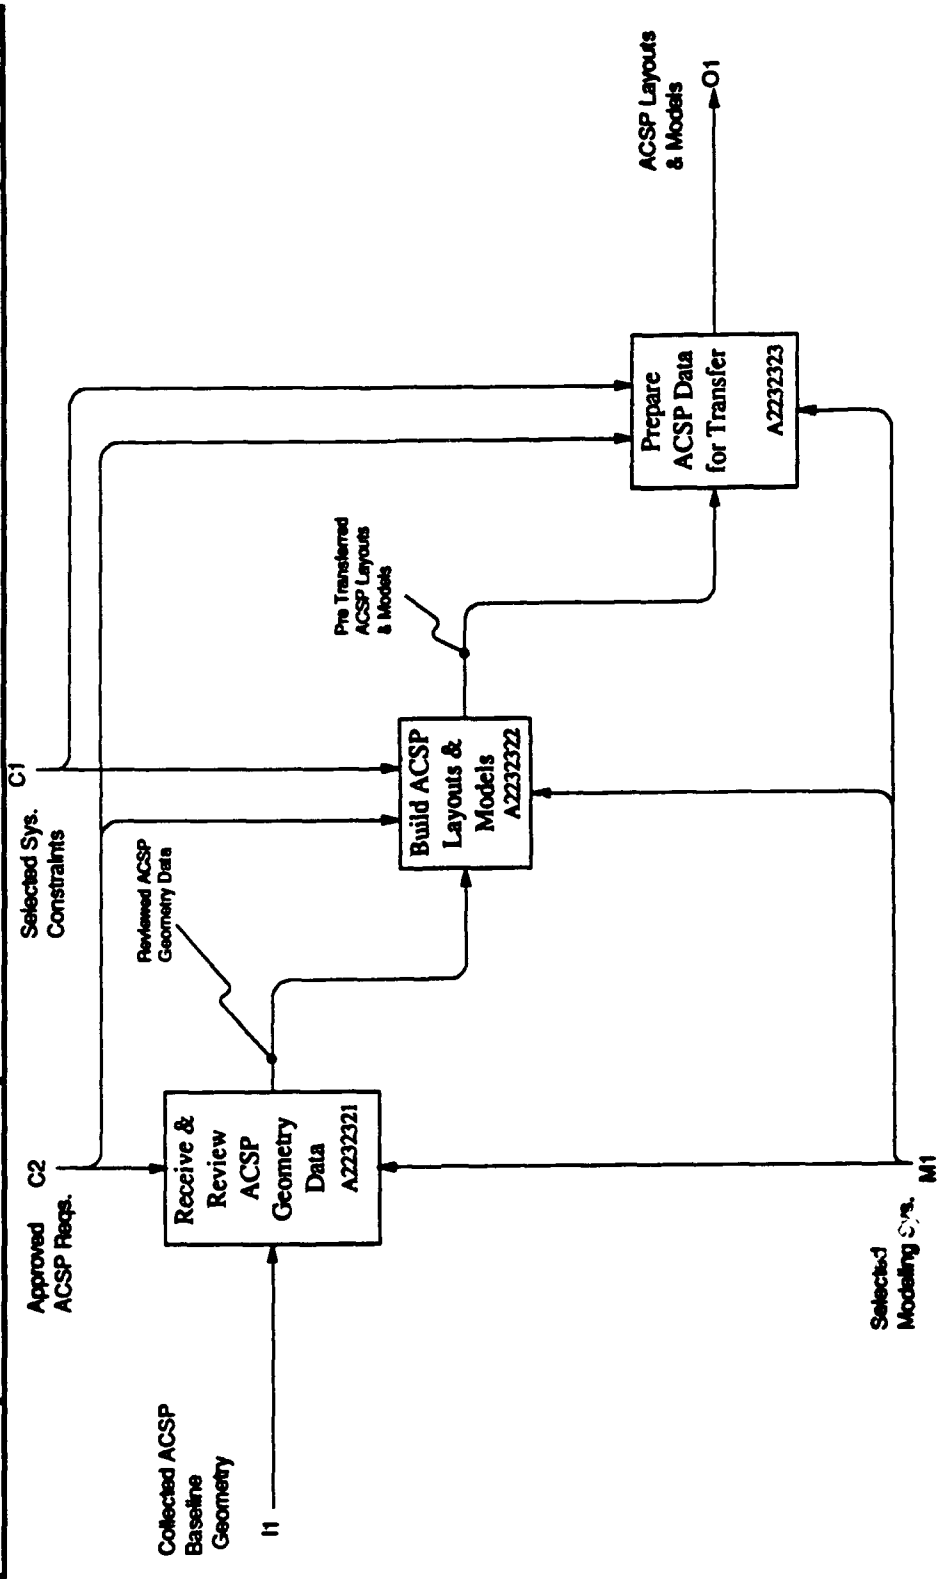 Approved
ACSP Reqs.
C2
Selected Sys.
Constraints
C1
Collected ACSP
Baseline
Geometry
I1
Receive &
Review
ACSP
Geometry
Data
A2232321
Reviewed ACSP
Geometry Data
Build ACSP
Layouts &
Models
A2232322
Pre Transferred
ACSP Layouts
& Models
Prepare
ACSP Data
for Transfer
A2232323
ACSP Layouts
& Models
O1
Selected
Modeling Sys.
M1